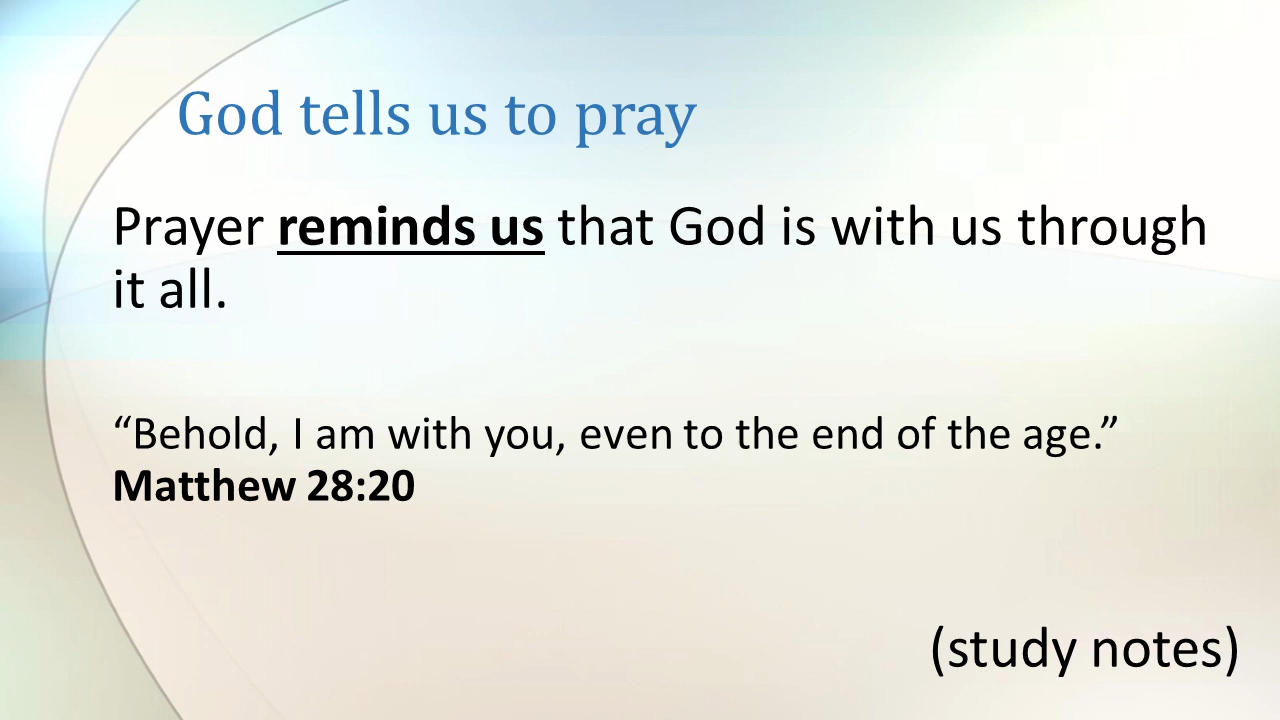 God tells us to pray
Prayer reminds us that God is with us through
it all.
“Behold, I am with you, even to the end of the age.”
Matthew 28:20
(study notes)